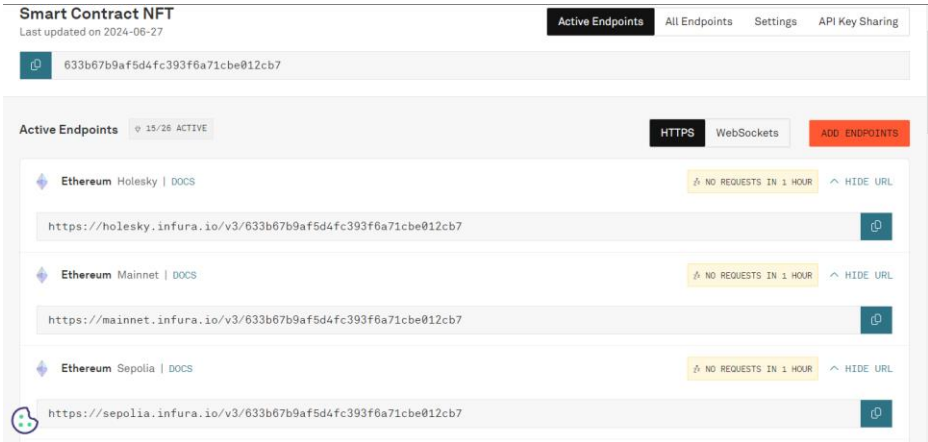 Smart Contract NFT
Last updated on 2024-06-27
Active Endpoints All Endpoints Settings API Key Sharing
633b67b9af5d4fc393f6a71cbe012cb7
Active Endpoints 15/26 ACTIVE
HTTPS WebSockets ADD ENDPOINTS
Ethereum Holesky | DOCS NO REQUESTS IN 1 HOUR HIDE URL
https://holesky.infura.io/v3/633b67b9af5d4fc393f6a71cbe012cb7
Ethereum Mainnet | DOCS NO REQUESTS IN 1 HOUR HIDE URL
https://mainnet.infura.io/v3/633b67b9af5d4fc393f6a71cbe012cb7
Ethereum Sepolia | DOCS NO REQUESTS IN 1 HOUR HIDE URL
https://sepolia.infura.io/v3/633b67b9af5d4fc393f6a71cbe012cb7